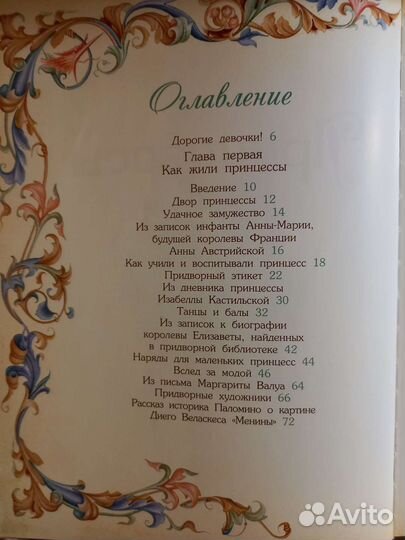 Оглавление
Дорогие девочки! 6
Глава первая
Как жили принцессы
Введение 10
Двор принцессы 12
Удачное замужество 14
Из записок инфанты Анны-Марии,
будущей королевы Франции
Анны Австрийской 16
Как учили и воспитывали принцесс 18
Придворный этикет 22
Из дневника принцессы
Изабеллы Кастильской 30
Танцы и балы 32
Из записок к биографии
королевы Елизаветы, найденных
в придворной библиотеке 42
Наряды для маленьких принцесс 44
Вслед за модой 46
Из письма Маргариты Валуа 64
Придворные художники 66
Рассказ историка Паломино о картине
Диего Веласкеса «Менины» 72
Avito